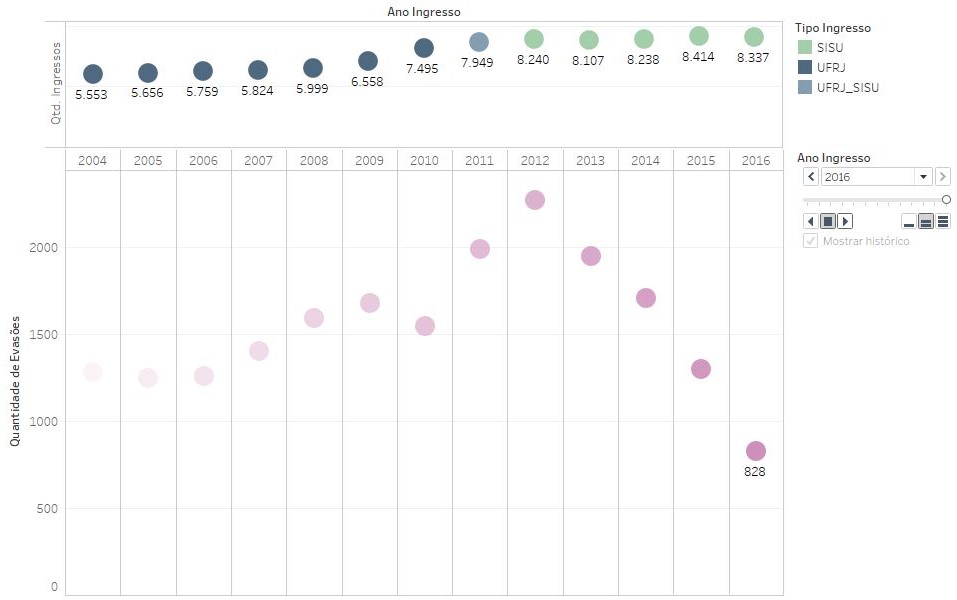 Ano Ingresso
Qtd. Ingressos
5.553 5.656 5.759 5.824 5.999 6.558 7.495 7.949 8.240 8.107 8.238 8.414 8.337
Tipo Ingresso
SISU
UFRJ
UFRJ_SISU
2004 2005 2006 2007 2008 2009 2010 2011 2012 2013 2014 2015 2016
Ano Ingresso
2016
Mostrar histórico
Quantidade de Evasões
2000
1500
1000
500
0
828